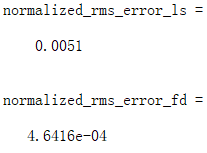 normalized_rms_error_ls =
0.0051
normalized_rms_error_fd =
4.6416e-04